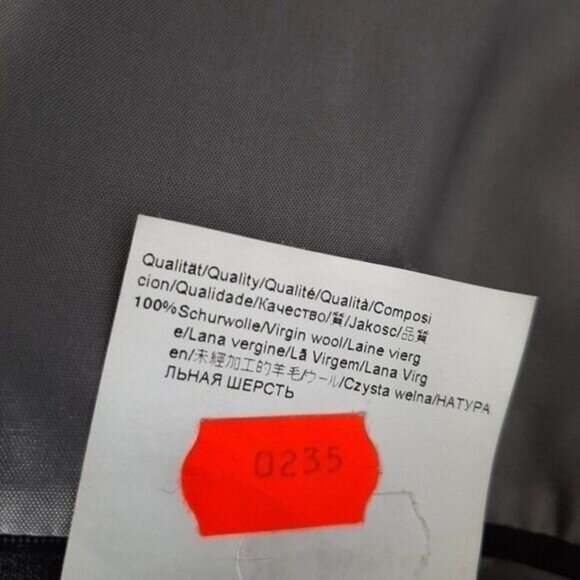 Qualität/Quality/Qualité/Qualità/Composi
cion/Qualidade/Качество/質/Jakosc/品質
100%Schurwolle/Virgin wool/Laine vierg
e/Lana vergine/Lã Virgem/Lana Virg
en/未經加工的羊毛/ウール/Czysta welna/НАТУРА
ЛЬНАЯ ШЕРСТЬ
0235